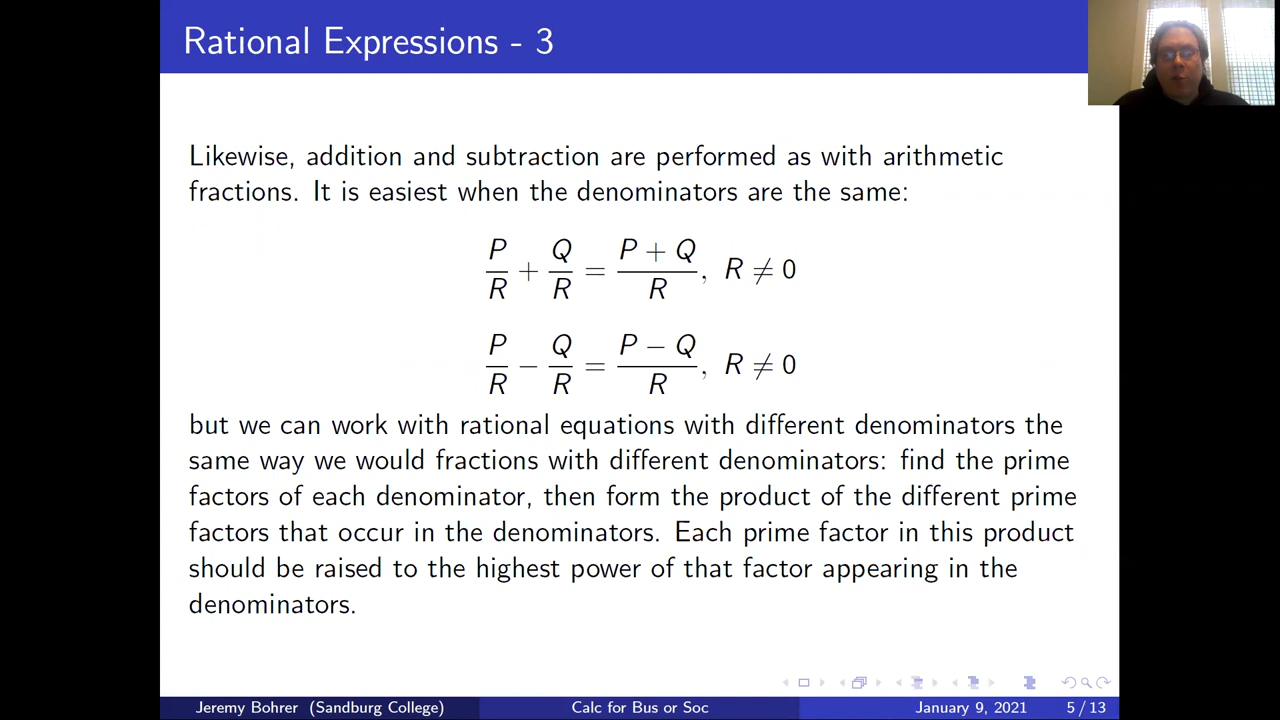 Rational Expressions - 3
Likewise, addition and subtraction are performed as with arithmetic
fractions. It is easiest when the denominators are the same:
P/R + Q/R = (P + Q)/R, R ≠ 0
P/R − Q/R = (P − Q)/R, R ≠ 0
but we can work with rational equations with different denominators the
same way we would fractions with different denominators: find the prime
factors of each denominator, then form the product of the different prime
factors that occur in the denominators. Each prime factor in this product
should be raised to the highest power of that factor appearing in the
denominators.
Jeremy Bohrer (Sandburg College) Calc for Bus or Soc January 9, 2021 5 / 13